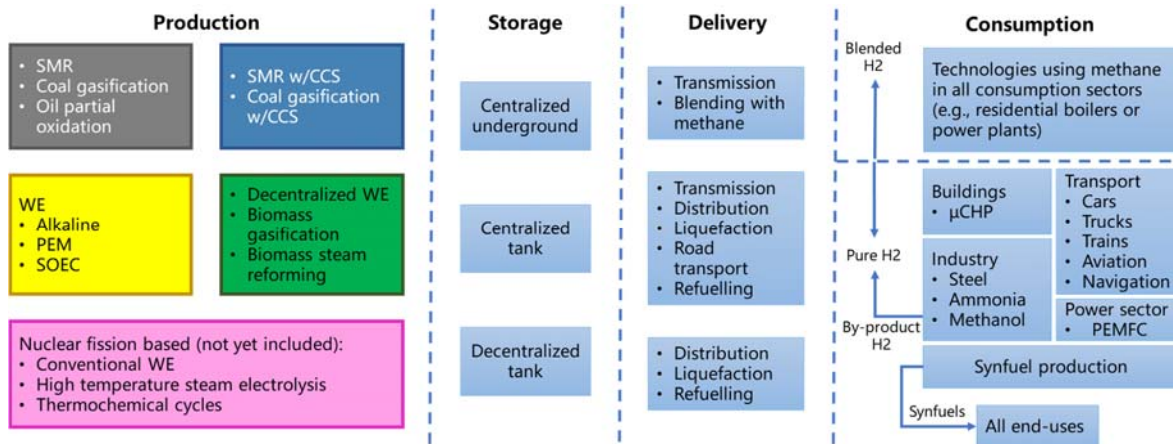 Production
• SMR
• Coal gasification
• Oil partial
oxidation
• SMR w/CCS
• Coal gasification
w/CCS
WE
• Alkaline
• PEM
• SOEC
• Decentralized WE
• Biomass
gasification
• Biomass steam
reforming
Nuclear fission based (not yet included):
• Conventional WE
• High temperature steam electrolysis
• Thermochemical cycles
Storage
Centralized
underground
Centralized
tank
Decentralized
tank
Delivery
• Transmission
• Blending with
methane
• Transmission
• Distribution
• Liquefaction
• Road
transport
• Refuelling
• Distribution
• Liquefaction
• Refuelling
Consumption
Blended
H2
Technologies using methane
in all consumption sectors
(e.g., residential boilers or
power plants)
Pure H2
By-product
H2
Buildings
• µCHP
Industry
• Steel
• Ammonia
• Methanol
Transport
• Cars
• Trucks
• Trains
• Aviation
• Navigation
Power sector
• PEMFC
Synfuel production
Synfuels
All end-uses